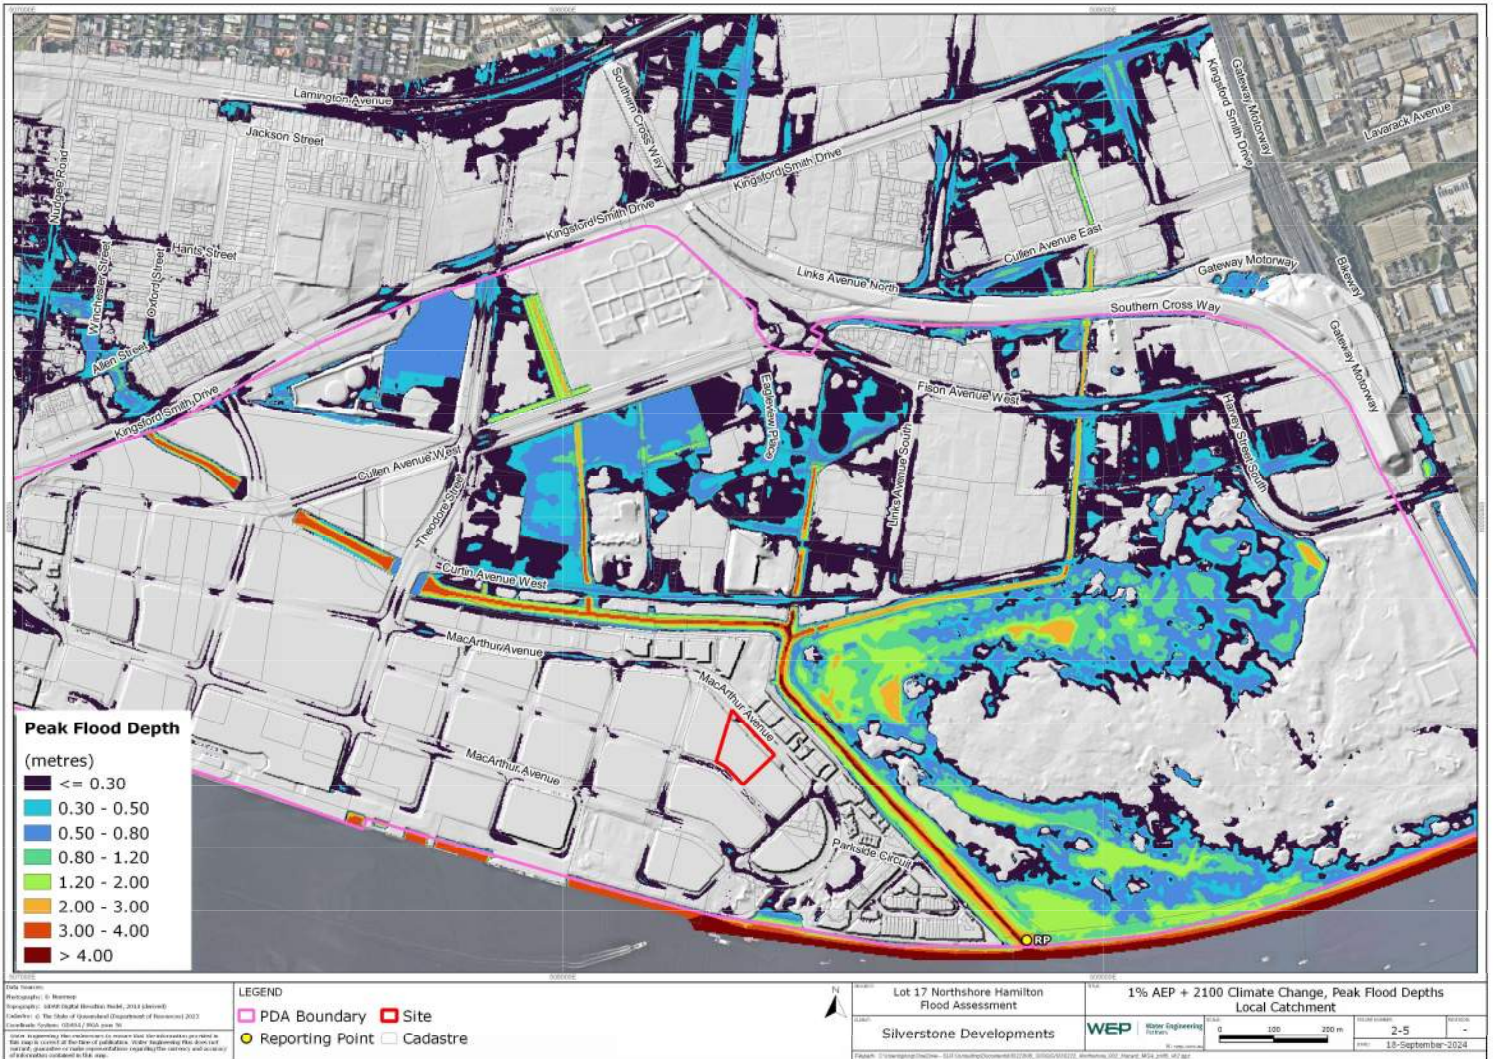 Lamington Avenue
Jackson Street
Southern Cross Way
Gateway Motorway
Kingsford Smith Drive
Lavarack Avenue
Nudgee Road
Kingsford Smith Drive
Kingsford Smith Drive
Hants Street
Winchester Street
Oxford Street
Cullen Avenue East
Links Avenue North
Gateway Motorway
Bikeway
Southern Cross Way
Allen Street
Gateway Motorway
Kingsford Smith Drive
Eagleview Place
Fison Avenue West
Harvey Street South
Cullen Avenue West
Links Avenue South
Theodore Street
Curtin Avenue West
MacArthur Avenue
MacArthur Avenue
MacArthur Avenue
Parkside Circuit
RP
Peak Flood Depth
(metres)
<= 0.30
0.30 - 0.50
0.50 - 0.80
0.80 - 1.20
1.20 - 2.00
2.00 - 3.00
3.00 - 4.00
> 4.00
LEGEND
PDA Boundary
Site
Reporting Point
Cadastre
N
Lot 17 Northshore Hamilton
Flood Assessment
Silverstone Developments
1% AEP + 2100 Climate Change, Peak Flood Depths
Local Catchment
WEP
Water Engineering
Partners
0 100 200 m
2-5
-
18-September-2024